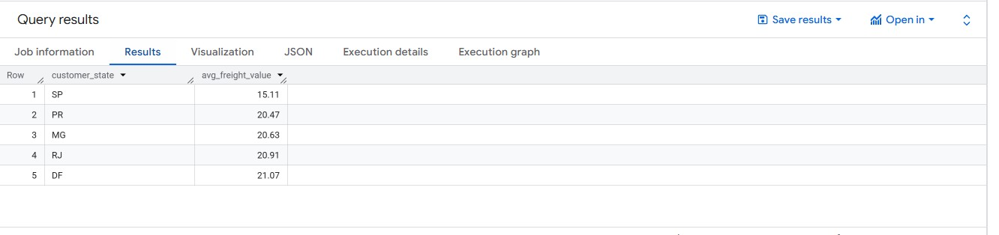 Query results Save results Open in
Job information Results Visualization JSON Execution details Execution graph
Row customer_state avg_freight_value
1 SP 15.11
2 PR 20.47
3 MG 20.63
4 RJ 20.91
5 DF 21.07